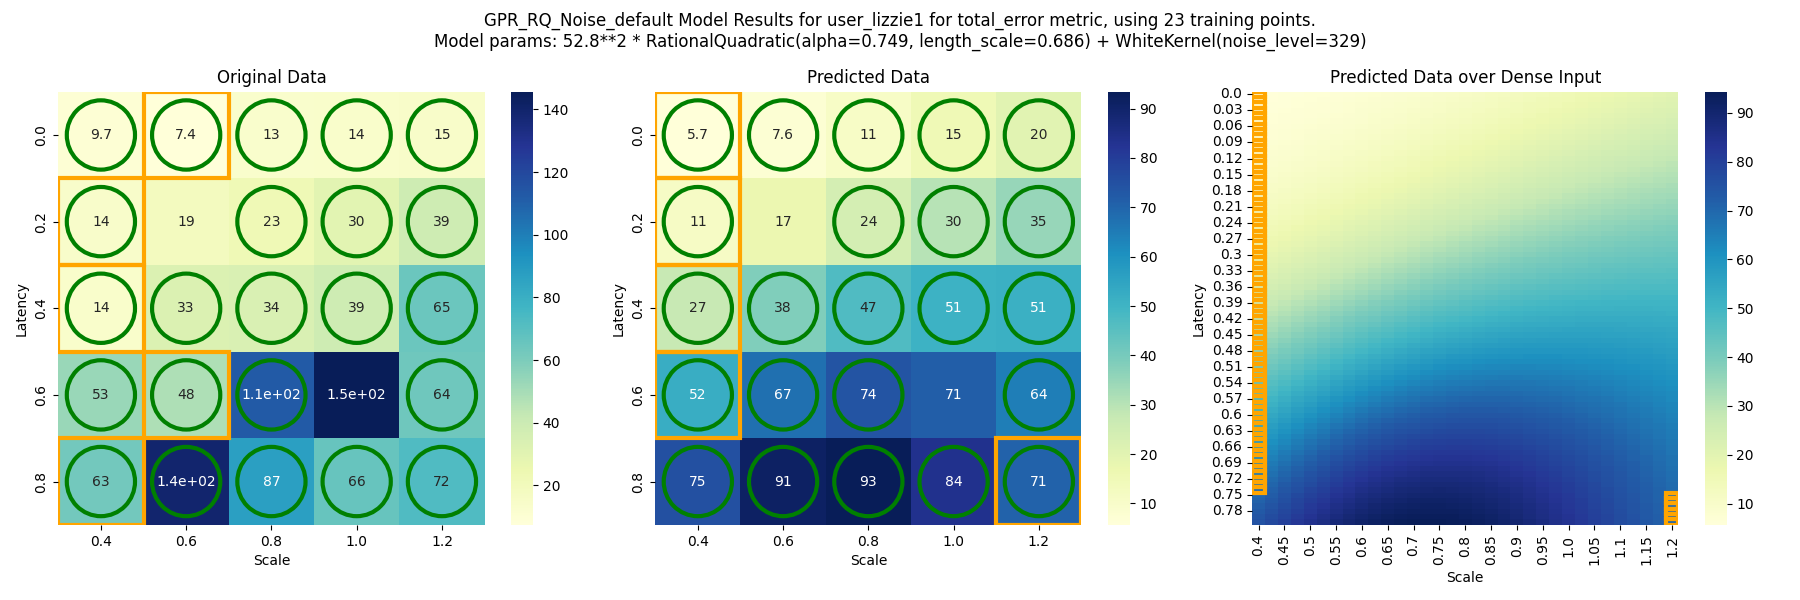 GPR_RQ_Noise_default Model Results for user_lizzie1 for total_error metric, using 23 training points.
Model params: 52.8**2 * RationalQuadratic(alpha=0.749, length_scale=0.686) + WhiteKernel(noise_level=329)
Original Data
Latency
0.0 9.7 7.4 13 14 15
0.2 14 19 23 30 39
0.4 14 33 34 39 65
0.6 53 48 1.1e+02 1.5e+02 64
0.8 63 1.4e+02 87 66 72
0.4 0.6 0.8 1.0 1.2
Scale
140
120
100
80
60
40
20
Predicted Data
Latency
0.0 5.7 7.6 11 15 20
0.2 11 17 24 30 35
0.4 27 38 47 51 51
0.6 52 67 74 71 64
0.8 75 91 93 84 71
0.4 0.6 0.8 1.0 1.2
Scale
90
80
70
60
50
40
30
20
10
Predicted Data over Dense Input
Latency
0.0
0.03
0.06
0.09
0.12
0.15
0.18
0.21
0.24
0.27
0.3
0.33
0.36
0.39
0.42
0.45
0.48
0.51
0.54
0.57
0.6
0.63
0.66
0.69
0.72
0.75
0.78
0.4 0.45 0.5 0.55 0.6 0.65 0.7 0.75 0.8 0.85 0.9 0.95 1.0 1.05 1.1 1.15 1.2
Scale
90
80
70
60
50
40
30
20
10